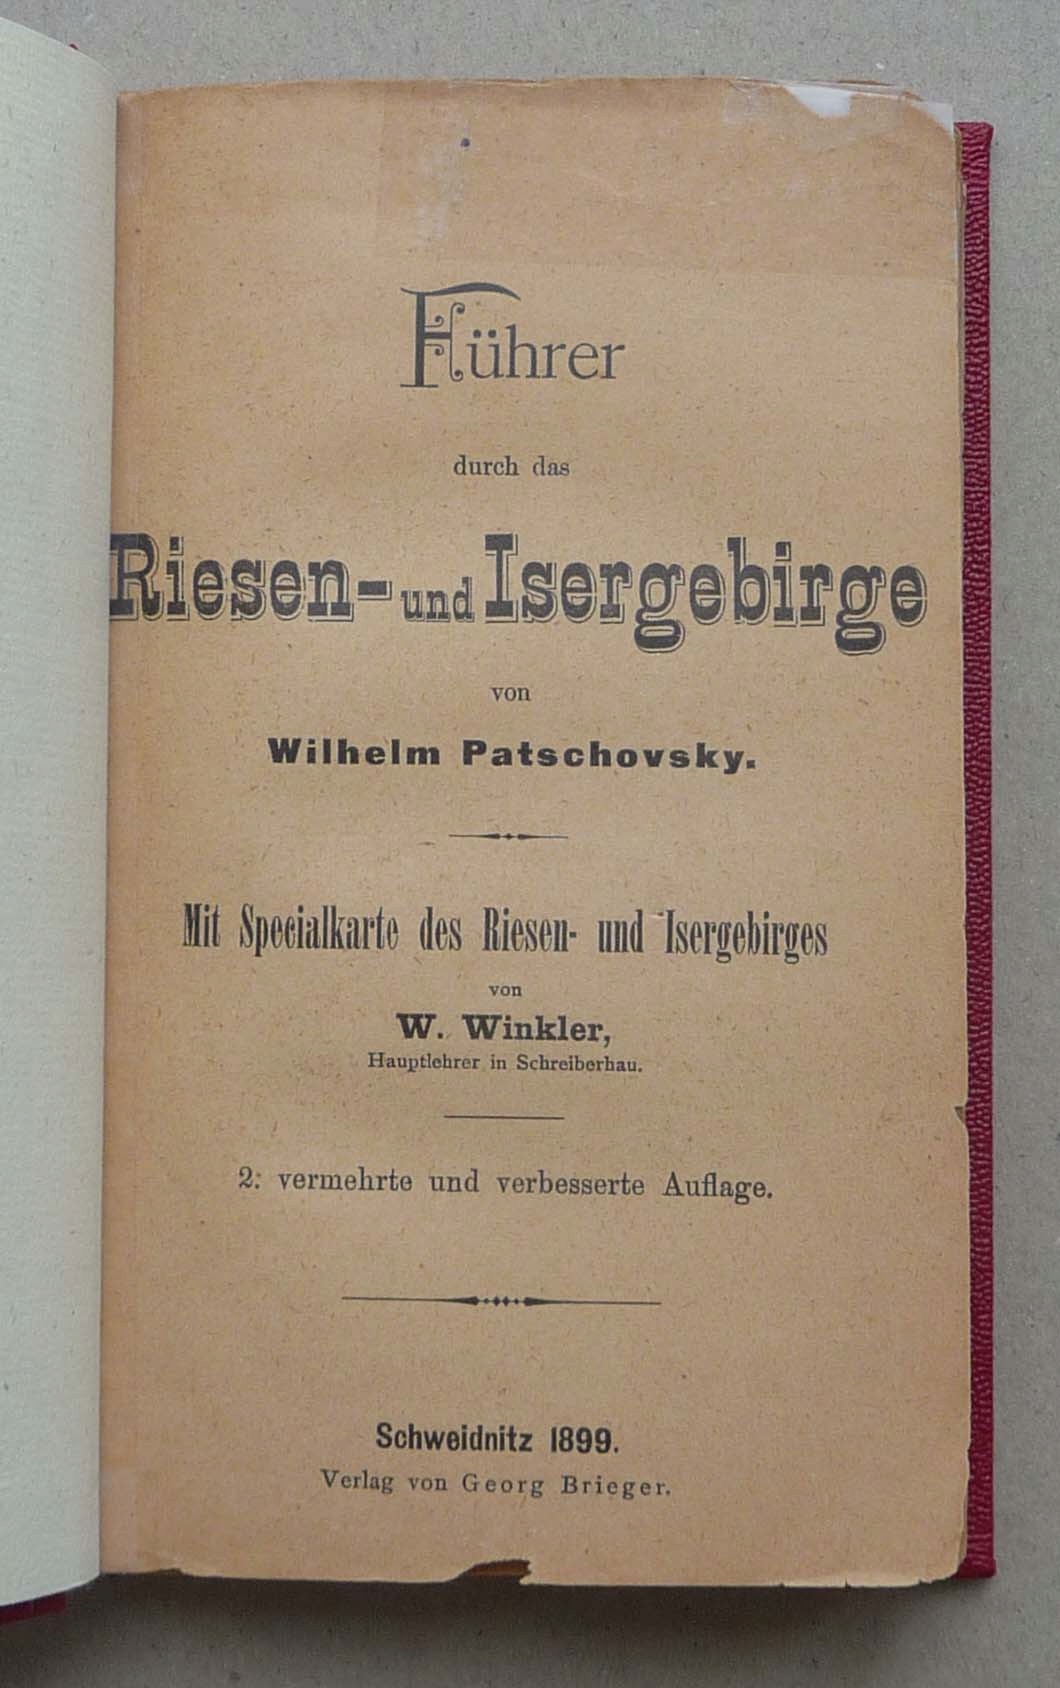 Führer
durch das
Riesen- und Isergebirge
von
Wilhelm Patschovsky.
Mit Specialkarte des Riesen- und Isergebirges
von
W. Winkler,
Hauptlehrer in Schreiberhau.
2. vermehrte und verbesserte Auflage.
Schweidnitz 1899.
Verlag von Georg Brieger.